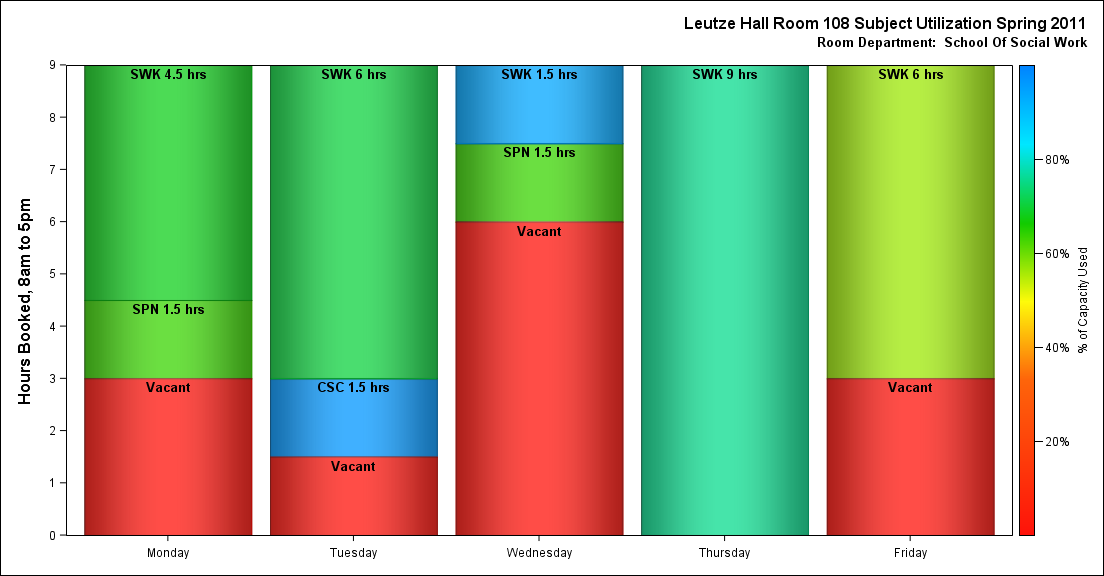 Leutze Hall Room 108 Subject Utilization Spring 2011
Room Department: School Of Social Work
Hours Booked, 8am to 5pm
9
8
7
6
5
4
3
2
1
0
SWK 4.5 hrs
SPN 1.5 hrs
Vacant
SWK 6 hrs
CSC 1.5 hrs
Vacant
SWK 1.5 hrs
SPN 1.5 hrs
Vacant
SWK 9 hrs
SWK 6 hrs
Vacant
Monday
Tuesday
Wednesday
Thursday
Friday
80%
60%
40%
20%
% of Capacity Used